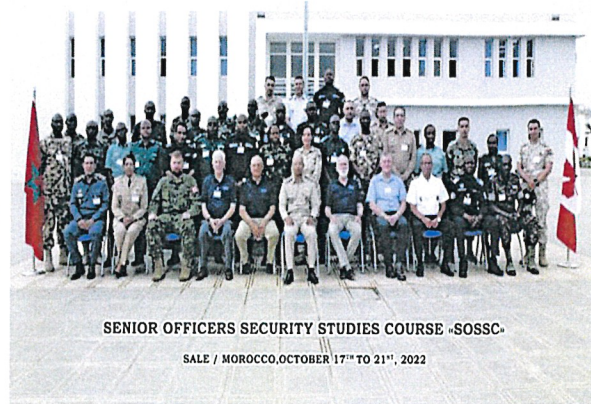 SENIOR OFFICERS SECURITY STUDIES COURSE «SOSSC»
SALE / MOROCCO,OCTOBER 17TH TO 21ST, 2022